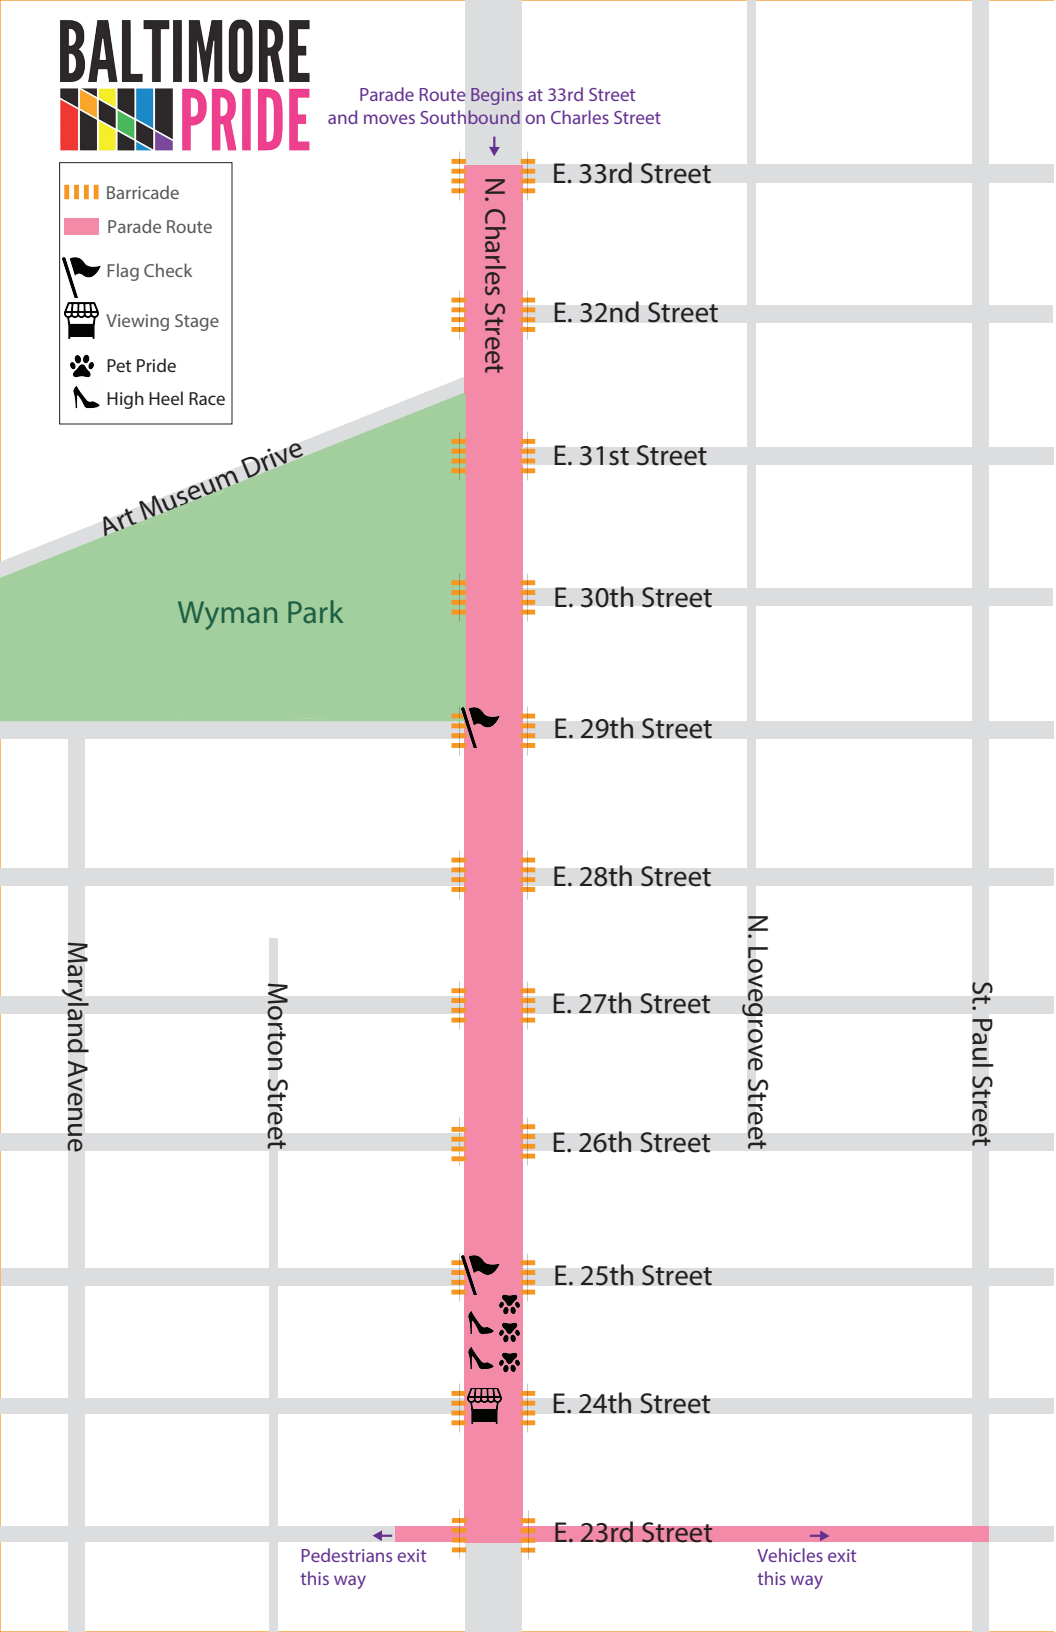 BALTIMORE
PRIDE
Parade Route Begins at 33rd Street
and moves Southbound on Charles Street
Barricade
Parade Route
Flag Check
Viewing Stage
Pet Pride
High Heel Race
N. Charles Street
E. 33rd Street
E. 32nd Street
E. 31st Street
Art Museum Drive
Wyman Park
E. 30th Street
E. 29th Street
E. 28th Street
Maryland Avenue
Morton Street
N. Lovegrove Street
St. Paul Street
E. 27th Street
E. 26th Street
E. 25th Street
E. 24th Street
E. 23rd Street
Pedestrians exit
this way
Vehicles exit
this way